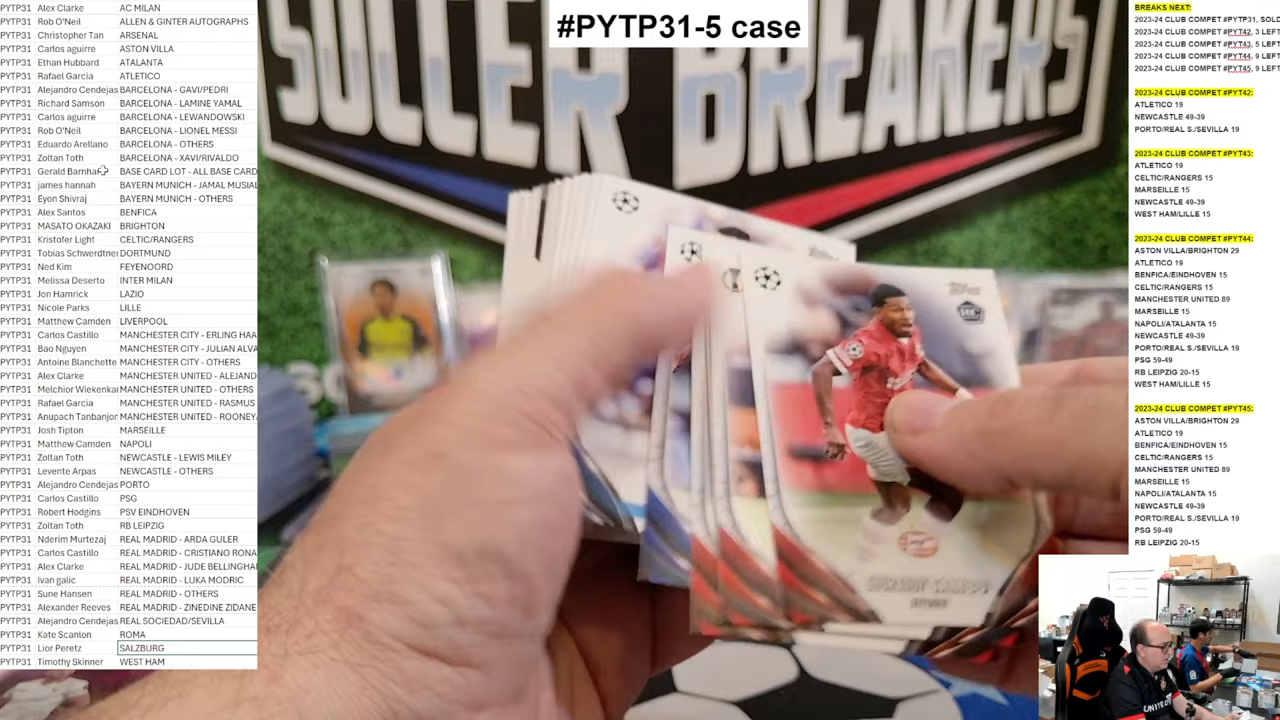 #PYTP31-5 case
PYTP31 Alex Clarke AC MILAN
PYTP31 Rob O'Neil ALLEN & GINTER AUTOGRAPHS
PYTP31 Christopher Tan ARSENAL
PYTP31 Carlos aguirre ASTON VILLA
PYTP31 Ethan Hubbard ATALANTA
PYTP31 Rafael Garcia ATLETICO
PYTP31 Alejandro Cendejas BARCELONA - GAVI/PEDRI
PYTP31 Richard Samson BARCELONA - LAMINE YAMAL
PYTP31 Carlos aguirre BARCELONA - LEWANDOWSKI
PYTP31 Rob O'Neil BARCELONA - LIONEL MESSI
PYTP31 Eduardo Arellano BARCELONA - OTHERS
PYTP31 Zoltan Toth BARCELONA - XAVI/RIVALDO
PYTP31 Gerald Barnhar BASE CARD LOT - ALL BASE CARD
PYTP31 james hannah BAYERN MUNICH - JAMAL MUSIAL
PYTP31 Eyon Shivraj BAYERN MUNICH - OTHERS
PYTP31 Alex Santos BENFICA
PYTP31 MASATO OKAZAKI BRIGHTON
PYTP31 Kristofer Light CELTIC/RANGERS
PYTP31 Tobias Schwerdtner DORTMUND
PYTP31 Ned Kim FEYENOORD
PYTP31 Melissa Deserto INTER MILAN
PYTP31 Jon Hamrick LAZIO
PYTP31 Nicole Parks LILLE
PYTP31 Matthew Camden LIVERPOOL
PYTP31 Carlos Castillo MANCHESTER CITY - ERLING HAA
PYTP31 Bao Nguyen MANCHESTER CITY - JULIAN ALVA
PYTP31 Antoine Blanchette MANCHESTER CITY - OTHERS
PYTP31 Alex Clarke MANCHESTER UNITED - ALEJAND
PYTP31 Melchior Wiekenkar MANCHESTER UNITED - OTHERS
PYTP31 Rafael Garcia MANCHESTER UNITED - RASMUS
PYTP31 Anupach Tanbanjon MANCHESTER UNITED - ROONEY
PYTP31 Josh Tipton MARSEILLE
PYTP31 Matthew Camden NAPOLI
PYTP31 Zoltan Toth NEWCASTLE - LEWIS MILEY
PYTP31 Levente Arpas NEWCASTLE - OTHERS
PYTP31 Alejandro Cendejas PORTO
PYTP31 Carlos Castillo PSG
PYTP31 Robert Hodgins PSV EINDHOVEN
PYTP31 Zoltan Toth RB LEIPZIG
PYTP31 Nderim Murtezaj REAL MADRID - ARDA GULER
PYTP31 Carlos Castillo REAL MADRID - CRISTIANO RONA
PYTP31 Alex Clarke REAL MADRID - JUDE BELLINGHA
PYTP31 Ivan galic REAL MADRID - LUKA MODRIC
PYTP31 Sune Hansen REAL MADRID - OTHERS
PYTP31 Alexander Reeves REAL MADRID - ZINEDINE ZIDANE
PYTP31 Alejandro Cendejas REAL SOCIEDAD/SEVILLA
PYTP31 Kate Scanlon ROMA
PYTP31 Lior Peretz SALZBURG
PYTP31 Timothy Skinner WEST HAM
SOCCER BREAKERS
topps
BREAKS NEXT:
2023-24 CLUB COMPET #PYTP31, SOLD
2023-24 CLUB COMPET #PYT42, 3 LEFT
2023-24 CLUB COMPET #PYT43, 5 LEFT
2023-24 CLUB COMPET #PYT44, 9 LEFT
2023-24 CLUB COMPET #PYT45, 9 LEFT
2023-24 CLUB COMPET #PYT42:
ATLETICO 19
NEWCASTLE 49-39
PORTO/REAL S./SEVILLA 19
2023-24 CLUB COMPET #PYT43:
ATLETICO 19
CELTIC/RANGERS 15
MARSEILLE 15
NEWCASTLE 49-39
WEST HAM/LILLE 15
2023-24 CLUB COMPET #PYT44:
ASTON VILLA/BRIGHTON 29
ATLETICO 19
BENFICA/EINDHOVEN 15
CELTIC/RANGERS 15
MANCHESTER UNITED 89
MARSEILLE 15
NAPOLI/ATALANTA 15
NEWCASTLE 49-39
PORTO/REAL S./SEVILLA 19
PSG 59-49
RB LEIPZIG 20-15
WEST HAM/LILLE 15
2023-24 CLUB COMPET #PYT45:
ASTON VILLA/BRIGHTON 29
ATLETICO 19
BENFICA/EINDHOVEN 15
CELTIC/RANGERS 15
MANCHESTER UNITED 89
MARSEILLE 15
NAPOLI/ATALANTA 15
NEWCASTLE 49-39
PORTO/REAL S./SEVILLA 19
PSG 59-49
RB LEIPZIG 20-15